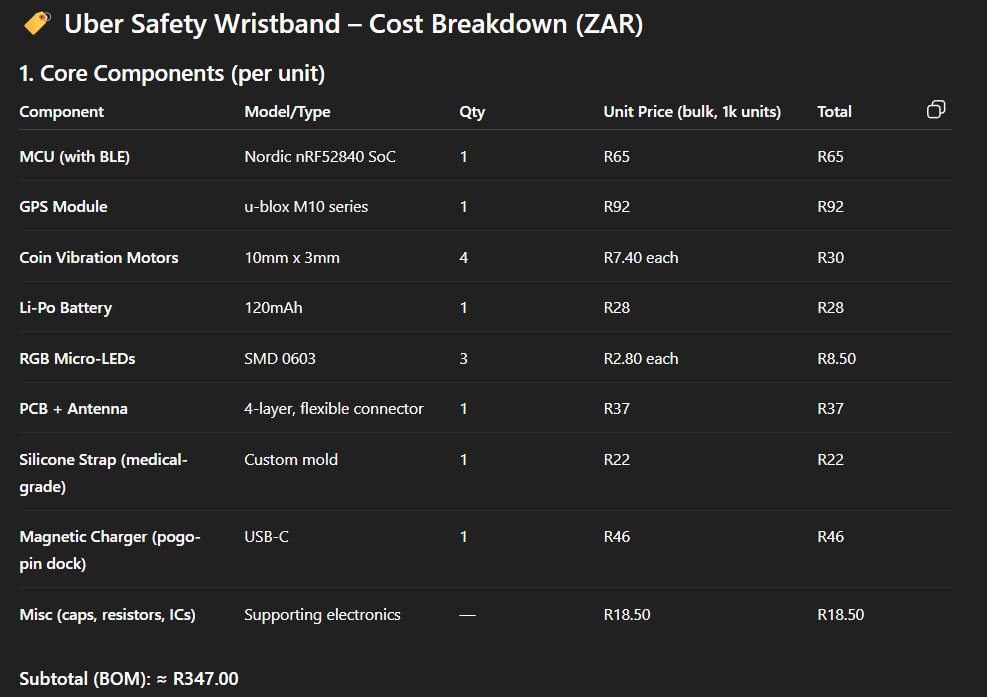 🏷️ Uber Safety Wristband – Cost Breakdown (ZAR)
1. Core Components (per unit)
Component Model/Type Qty Unit Price (bulk, 1k units) Total
MCU (with BLE) Nordic nRF52840 SoC 1 R65 R65
GPS Module u-blox M10 series 1 R92 R92
Coin Vibration Motors 10mm x 3mm 4 R7.40 each R30
Li-Po Battery 120mAh 1 R28 R28
RGB Micro-LEDs SMD 0603 3 R2.80 each R8.50
PCB + Antenna 4-layer, flexible connector 1 R37 R37
Silicone Strap (medical- Custom mold 1 R22 R22
grade)
Magnetic Charger (pogo- USB-C 1 R46 R46
pin dock)
Misc (caps, resistors, ICs) Supporting electronics — R18.50 R18.50
Subtotal (BOM): ≈ R347.00